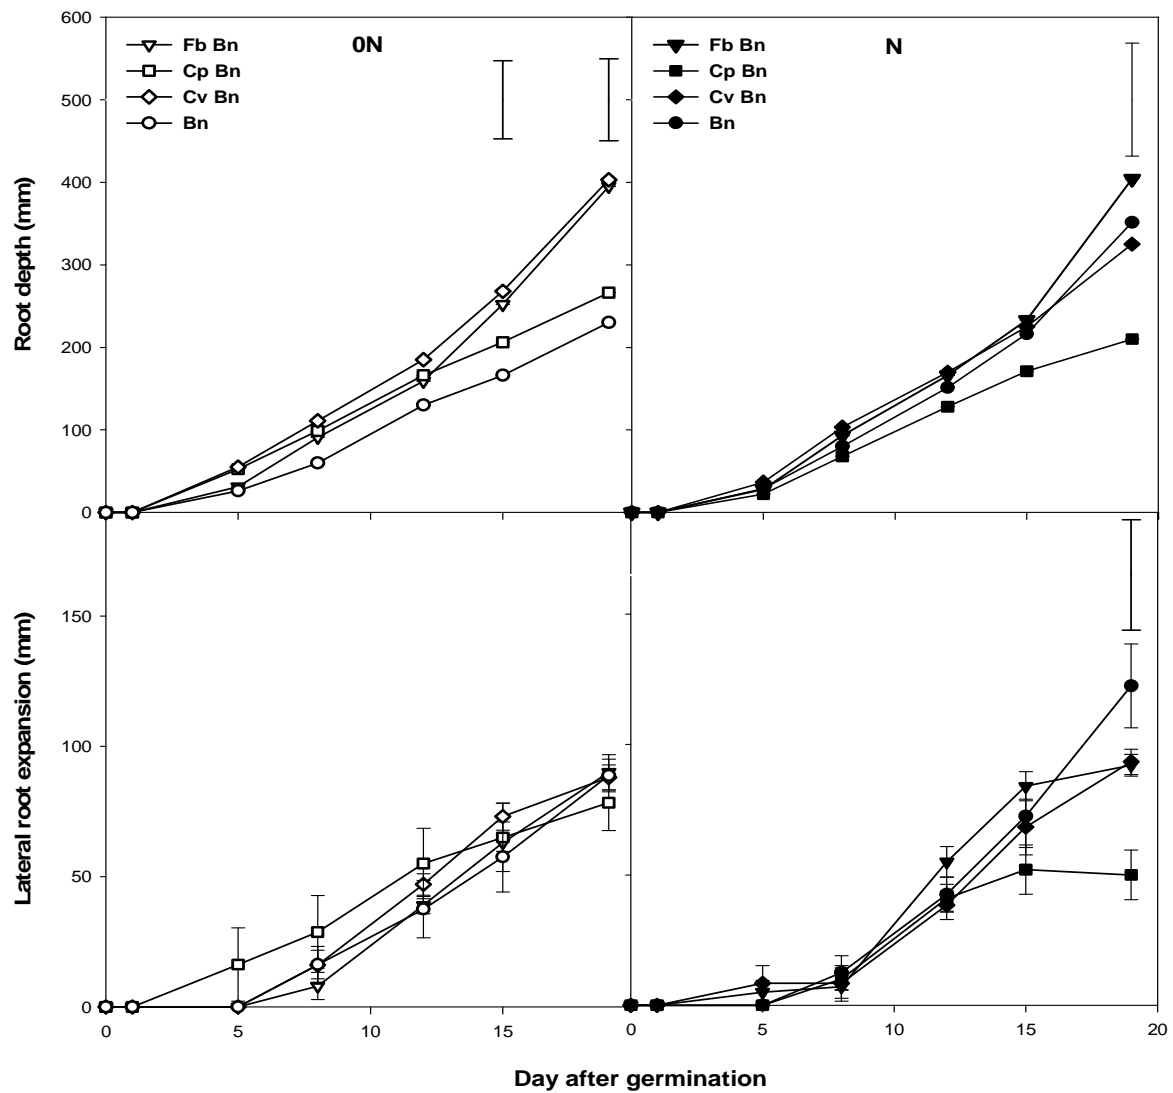 600
500
400
300
200
100
0
Root depth (mm)
Fb Bn
Cp Bn
Cv Bn
Bn
0N
Fb Bn
Cp Bn
Cv Bn
Bn
N
150
100
50
0
Lateral root expansion (mm)
0 5 10 15 0 5 10 15 20
Day after germination